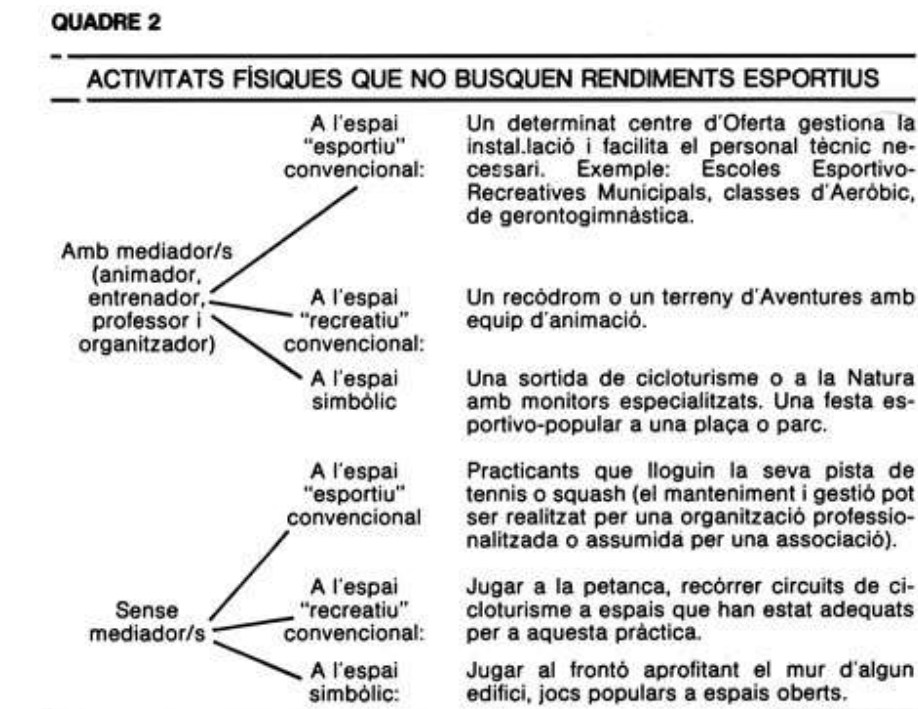 QUADRE 2
ACTIVITATS FÍSIQUES QUE NO BUSQUEN RENDIMENTS ESPORTIUS
Amb mediador/s
(animador,
entrenador,
professor i
organitzador)
A l'espai
"esportiu"
convencional:
Un determinat centre d'Oferta gestiona la
instal.lació i facilita el personal tècnic ne-
cessari. Exemple: Escoles Esportivo-
Recreatives Municipals, classes d'Aeròbic,
de gerontogimnàstica.
A l'espai
"recreatiu"
convencional:
Un recòdrom o un terreny d'Aventures amb
equip d'animació.
A l'espai
simbòlic
Una sortida de cicloturisme o a la Natura
amb monitors especialitzats. Una festa es-
portivo-popular a una plaça o parc.
Sense
mediador/s
A l'espai
"esportiu"
convencional
Practicants que lloguin la seva pista de
tennis o squash (el manteniment i gestió pot
ser realitzat per una organització professio-
nalitzada o assumida per una associació).
A l'espai
"recreatiu"
convencional:
Jugar a la petanca, recórrer circuits de ci-
cloturisme a espais que han estat adequats
per a aquesta pràctica.
A l'espai
simbòlic:
Jugar al frontó aprofitant el mur d'algun
edifici, jocs populars a espais oberts.